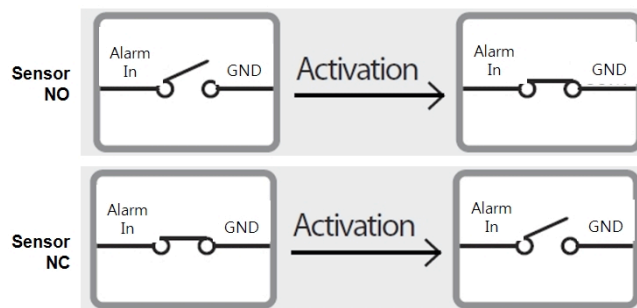 Sensor
NO
Alarm
In
GND
Activation
Alarm
In
GND
Sensor
NC
Alarm
In
GND
Activation
Alarm
In
GND